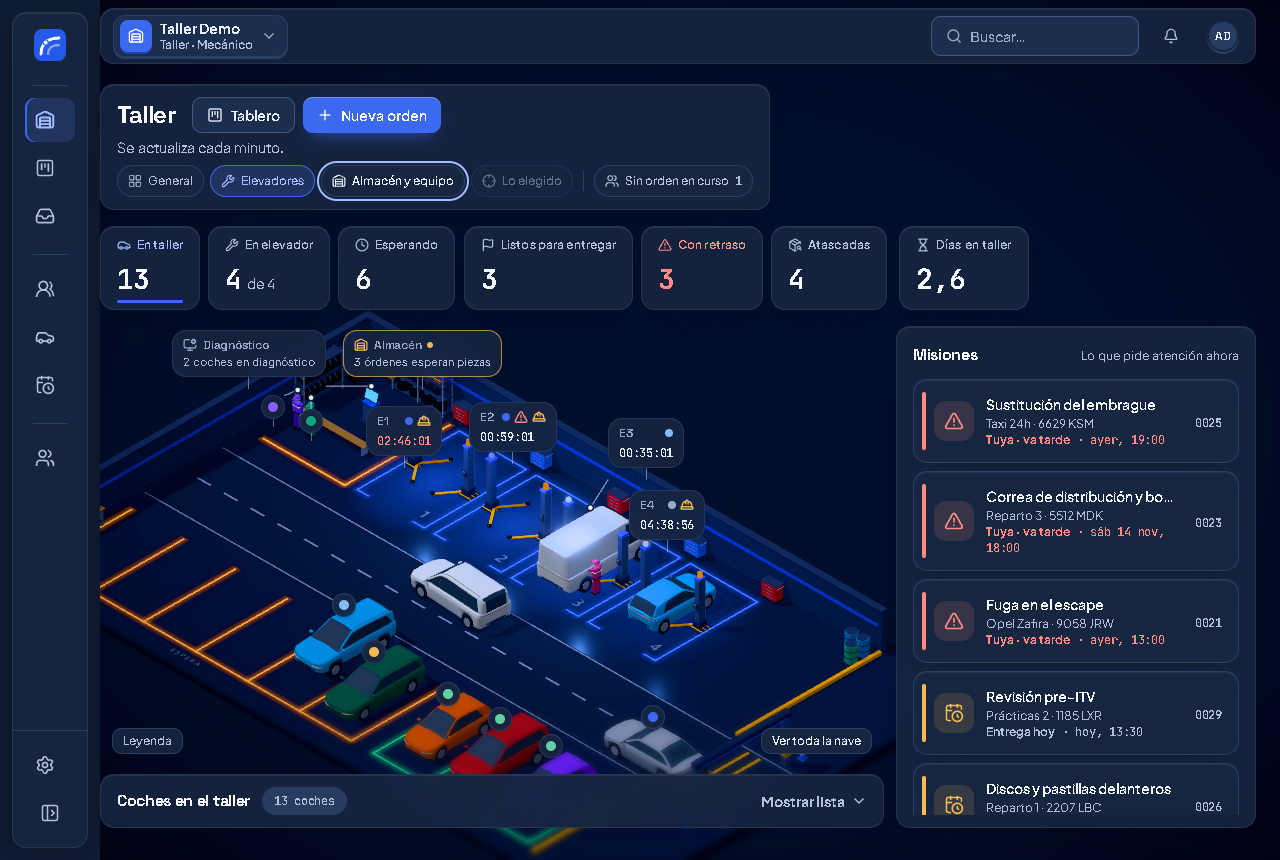 Taller Demo
Taller · Mecánico
Buscar...
AD
Taller
Tablero
Nueva orden
Se actualiza cada minuto.
General
Elevadores
Almacén y equipo
Lo elegido
Sin orden en curso 1
En taller
13
En elevador
4 de 4
Esperando
6
Listos para entregar
3
Con retraso
3
Atascadas
4
Días en taller
2,6
Diagnóstico
2 coches en diagnóstico
Almacén
3 órdenes esperan piezas
E1
02:46:01
E2
00:59:01
E3
00:35:01
E4
04:38:56
1
2
3
4
ESPERA
Leyenda
Ver toda la nave
Coches en el taller
13 coches
Mostrar lista
Misiones
Lo que pide atención ahora
Sustitución del embrague
Taxi 24h · 6629 KSM
Tuya · va tarde · ayer, 19:00
0025
Correa de distribución y bo...
Reparto 3 · 5512 MDK
Tuya · va tarde · sáb 14 nov,
18:00
0023
Fuga en el escape
Opel Zafira · 9058 JRW
Tuya · va tarde · ayer, 13:00
0021
Revisión pre-ITV
Prácticas 2 · 1185 LXR
Entrega hoy · hoy, 13:30
0029
Discos y pastillas delanteros
Reparto 1 · 2207 LBC
0026